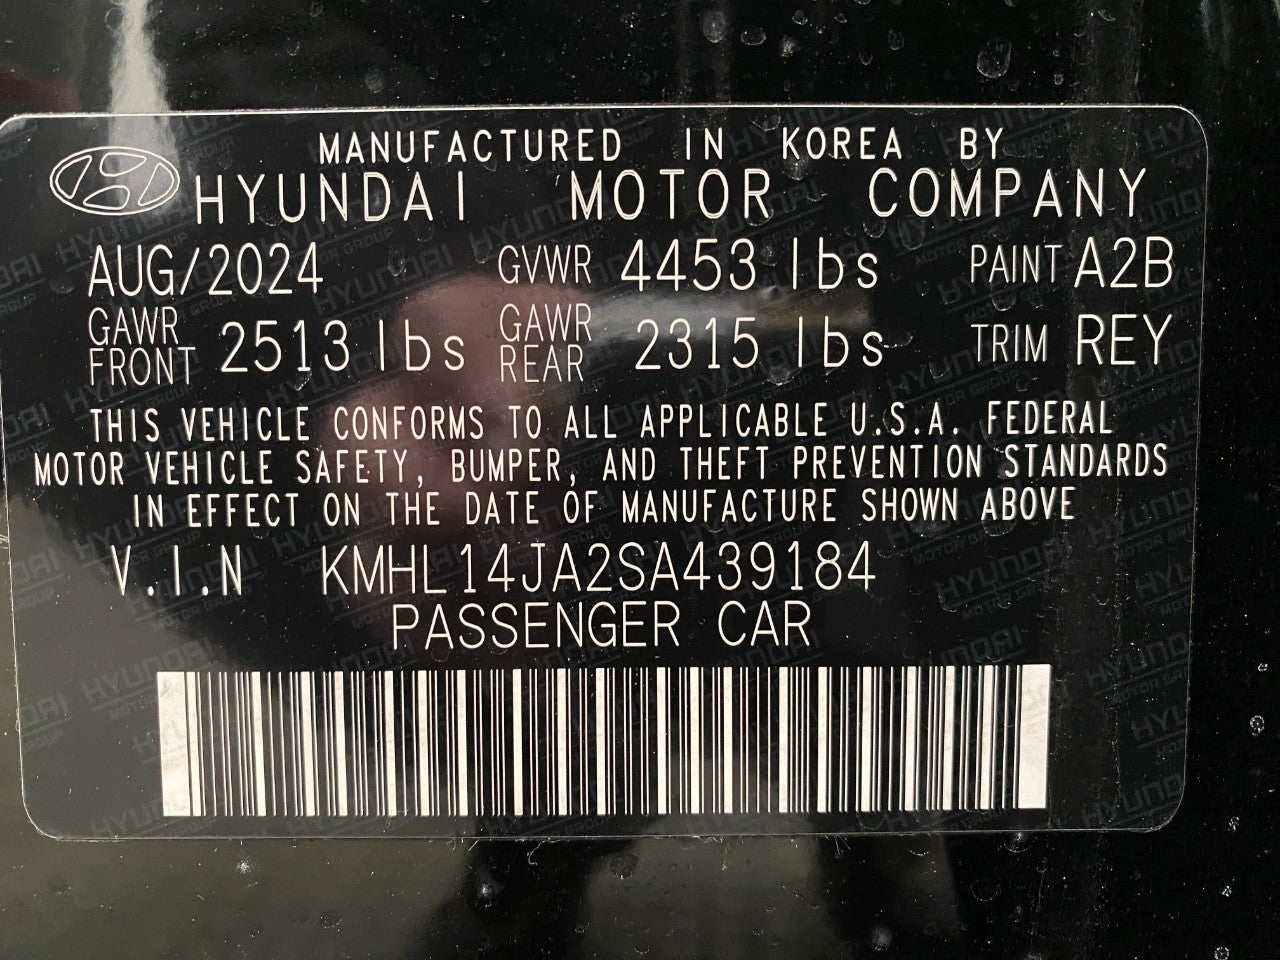 MANUFACTURED IN KOREA BY
HYUNDAI MOTOR COMPANY
AUG/2024 GVWR 4453 lbs PAINT A2B
GAWR FRONT 2513 lbs GAWR REAR 2315 lbs TRIM REY
THIS VEHICLE CONFORMS TO ALL APPLICABLE U.S.A. FEDERAL
MOTOR VEHICLE SAFETY, BUMPER, AND THEFT PREVENTION STANDARDS
IN EFFECT ON THE DATE OF MANUFACTURE SHOWN ABOVE
V.I.N KMHL14JA2SA439184
PASSENGER CAR